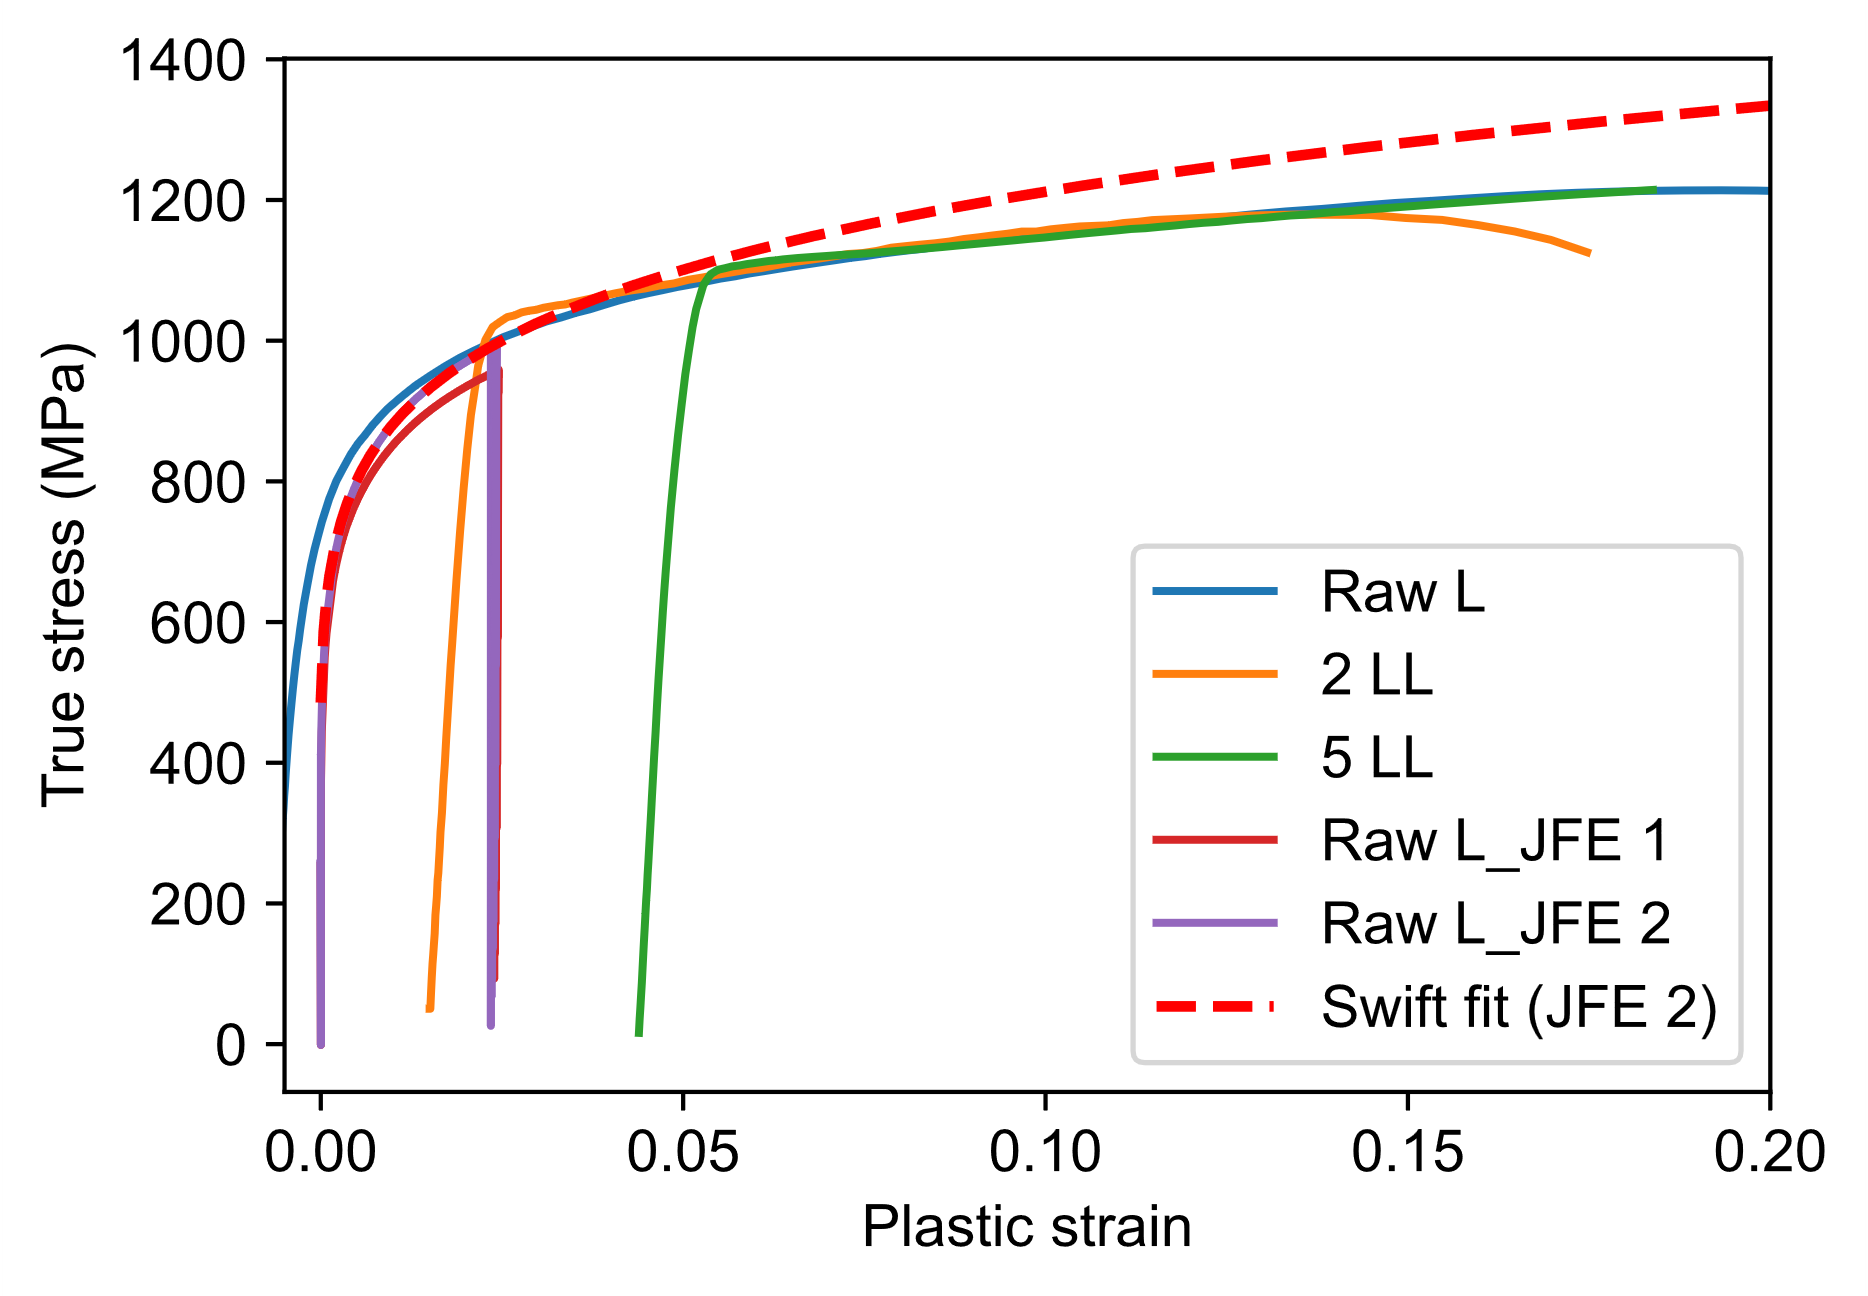 1400
1200
1000
800
600
400
200
0
True stress (MPa)
0.00 0.05 0.10 0.15 0.20
Plastic strain
Raw L
2 LL
5 LL
Raw L_JFE 1
Raw L_JFE 2
Swift fit (JFE 2)